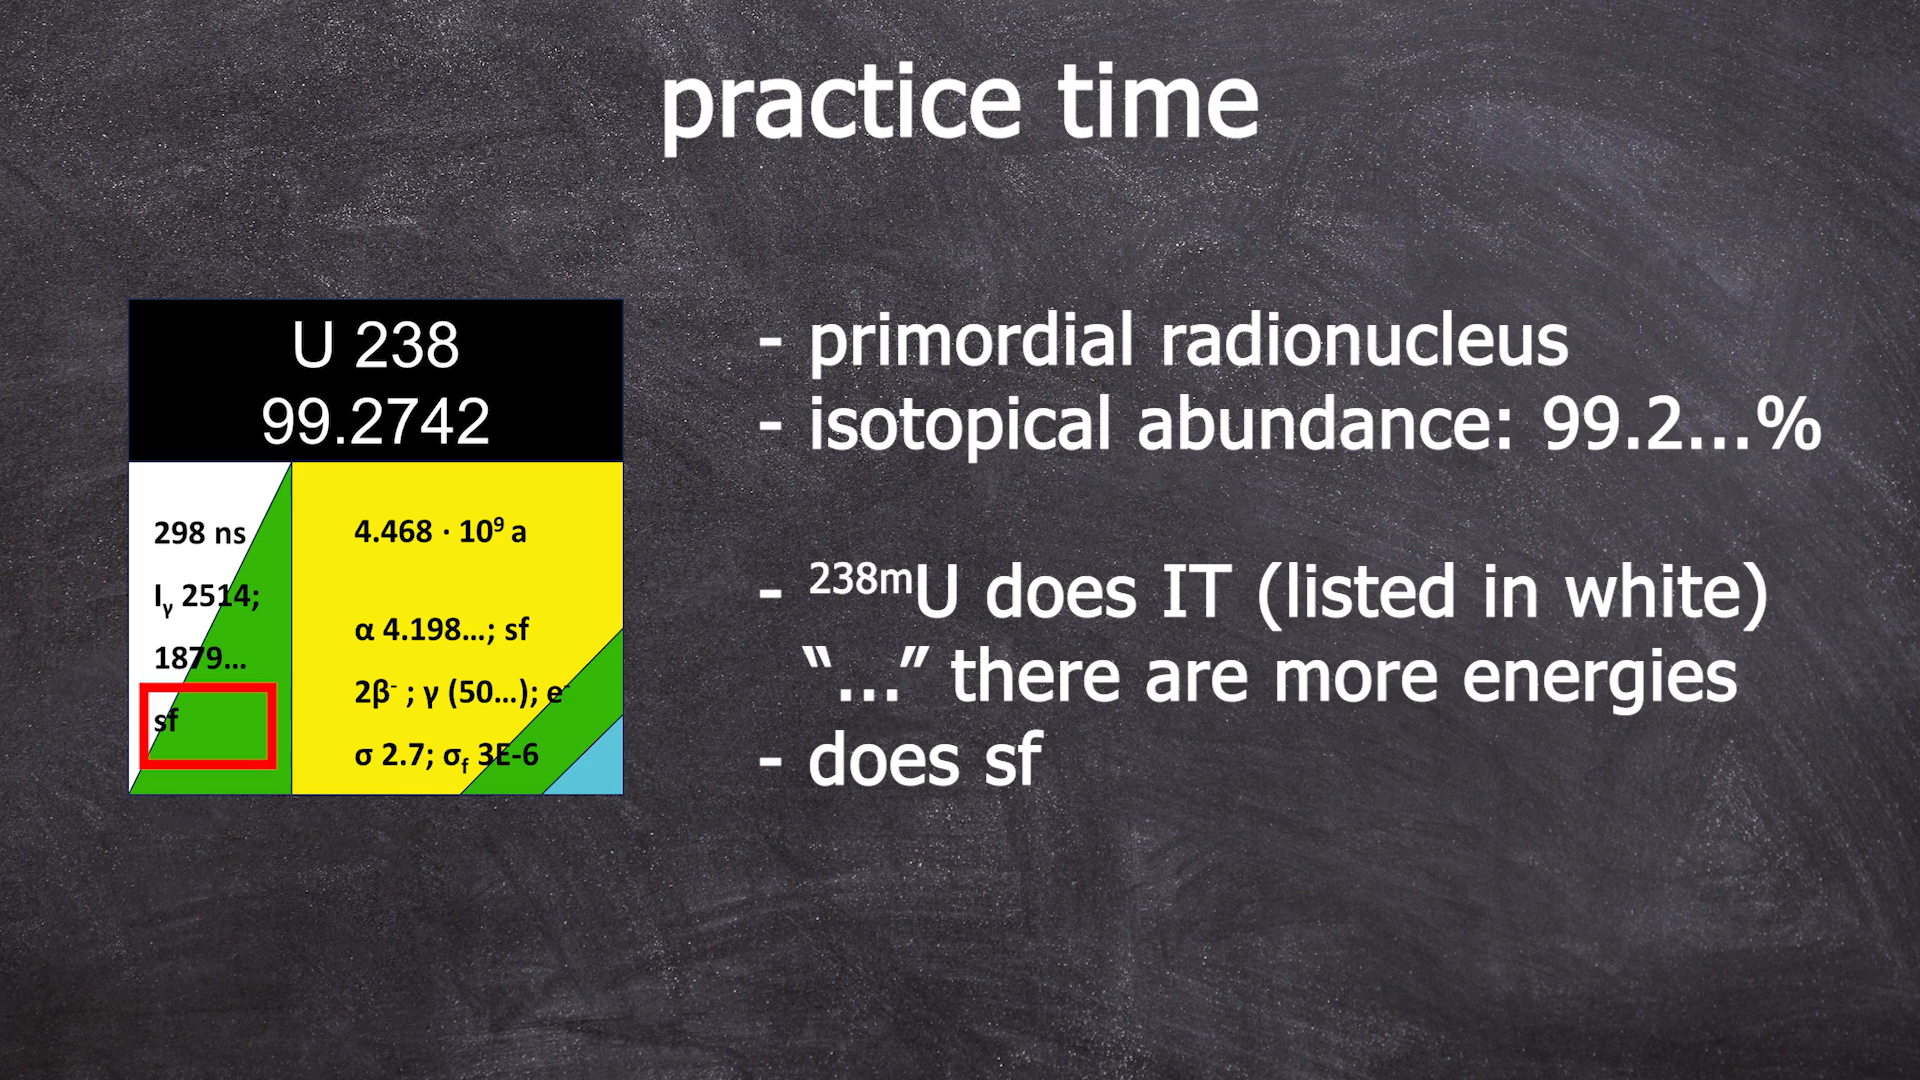 practice time
U 238
99.2742
298 ns
Iγ 2514;
1879...
sf
4.468 · 10⁹ a
α 4.198...; sf
2β⁻ ; γ (50...); e⁻
σ 2.7; σf 3E-6
- primordial radionucleus
- isotopical abundance: 99.2...%
- ²³⁸ᵐU does IT (listed in white)
“...” there are more energies
- does sf